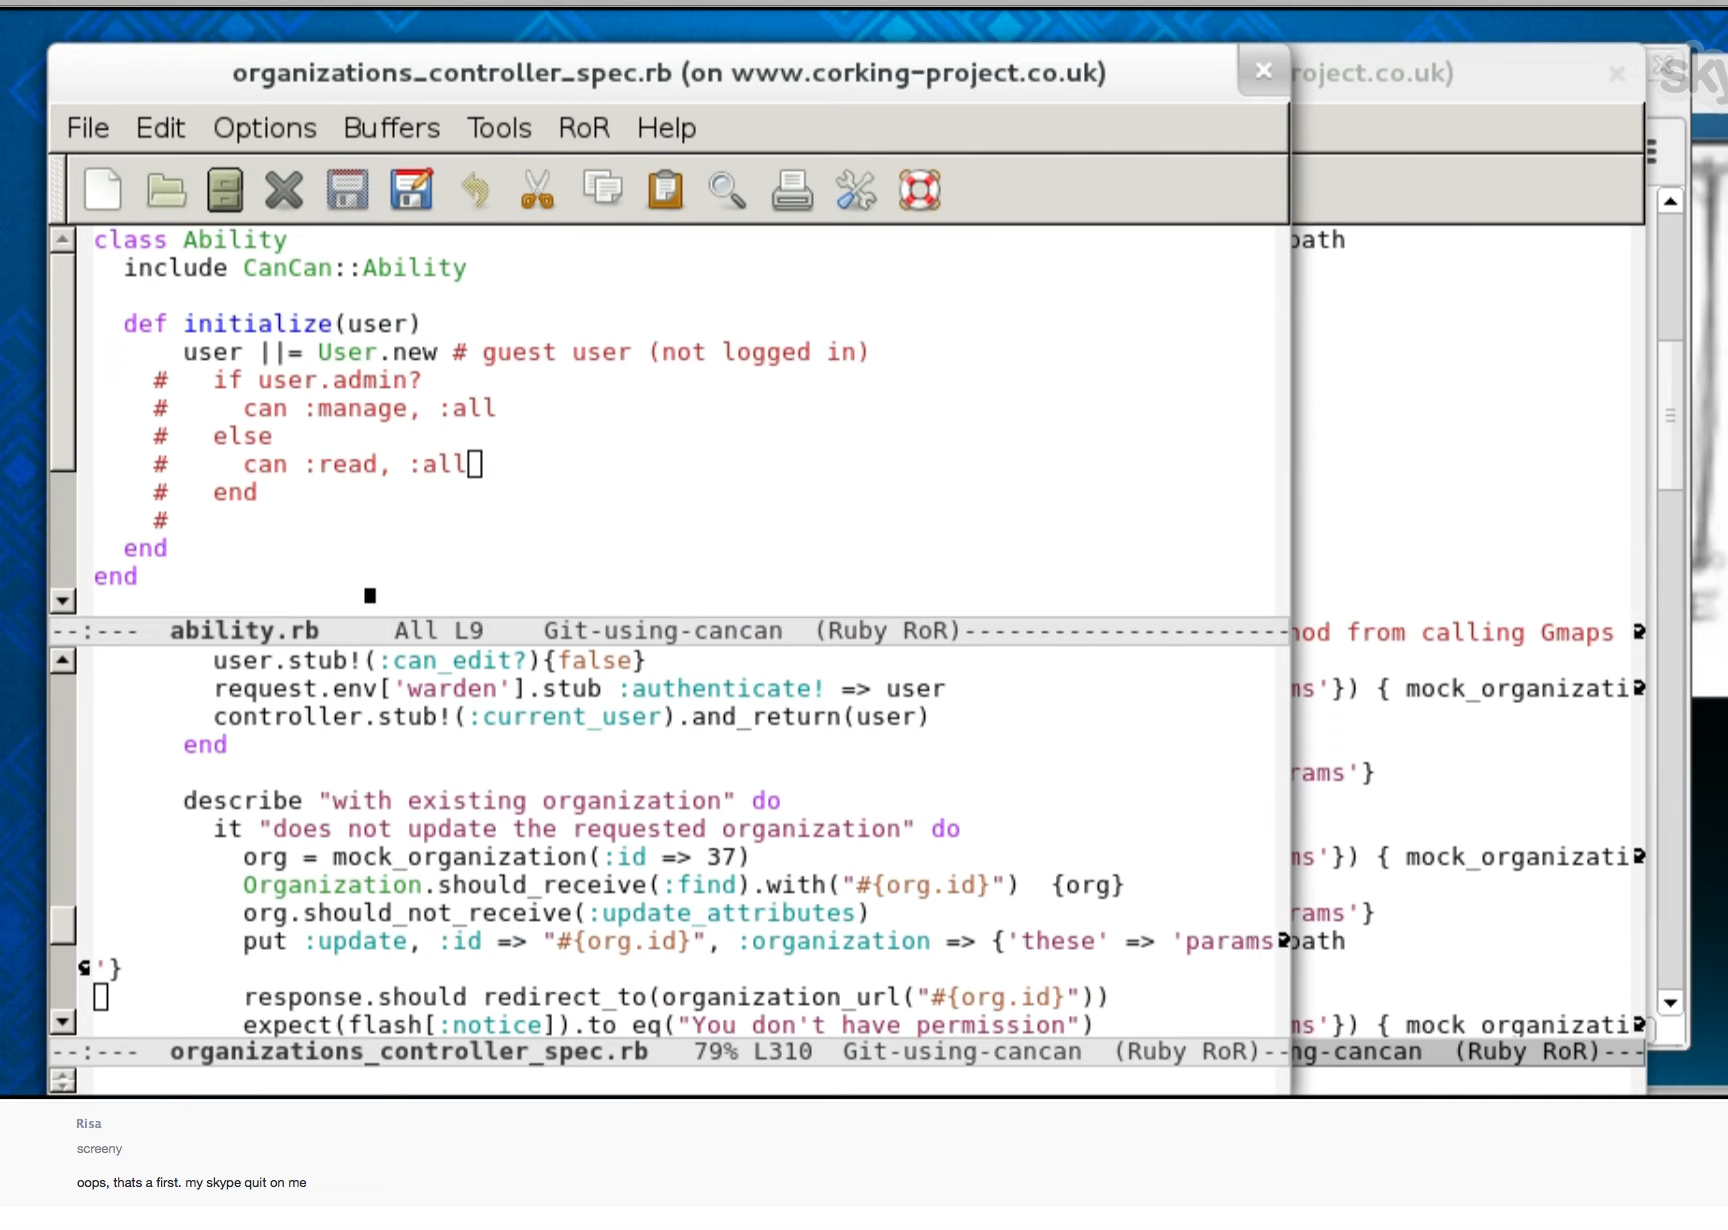 organizations_controller_spec.rb (on www.corking-project.co.uk)
roject.co.uk)
sky
File Edit Options Buffers Tools RoR Help
class Ability
path
include CanCan::Ability
def initialize(user)
user ||= User.new # guest user (not logged in)
# if user.admin?
# can :manage, :all
# else
# can :read, :all
# end
#
end
end
--:--- ability.rb All L9 Git-using-cancan (Ruby RoR)----------------------
hod from calling Gmaps
user.stub!(:can_edit?){false}
request.env['warden'].stub :authenticate! => user
ms'}) { mock_organizati
controller.stub!(:current_user).and_return(user)
end
rams'}
describe "with existing organization" do
it "does not update the requested organization" do
org = mock_organization(:id => 37)
ms'}) { mock_organizati
Organization.should_receive(:find).with("#{org.id}") {org}
org.should_not_receive(:update_attributes)
rams'}
put :update, :id => "#{org.id}", :organization => {'these' => 'params
path
'}
response.should redirect_to(organization_url("#{org.id}"))
expect(flash[:notice]).to eq("You don't have permission")
ms'}) { mock_organizati
--:--- organizations_controller_spec.rb 79% L310 Git-using-cancan (Ruby RoR)--
ng-cancan (Ruby RoR)---
Risa
screeny
oops, thats a first. my skype quit on me